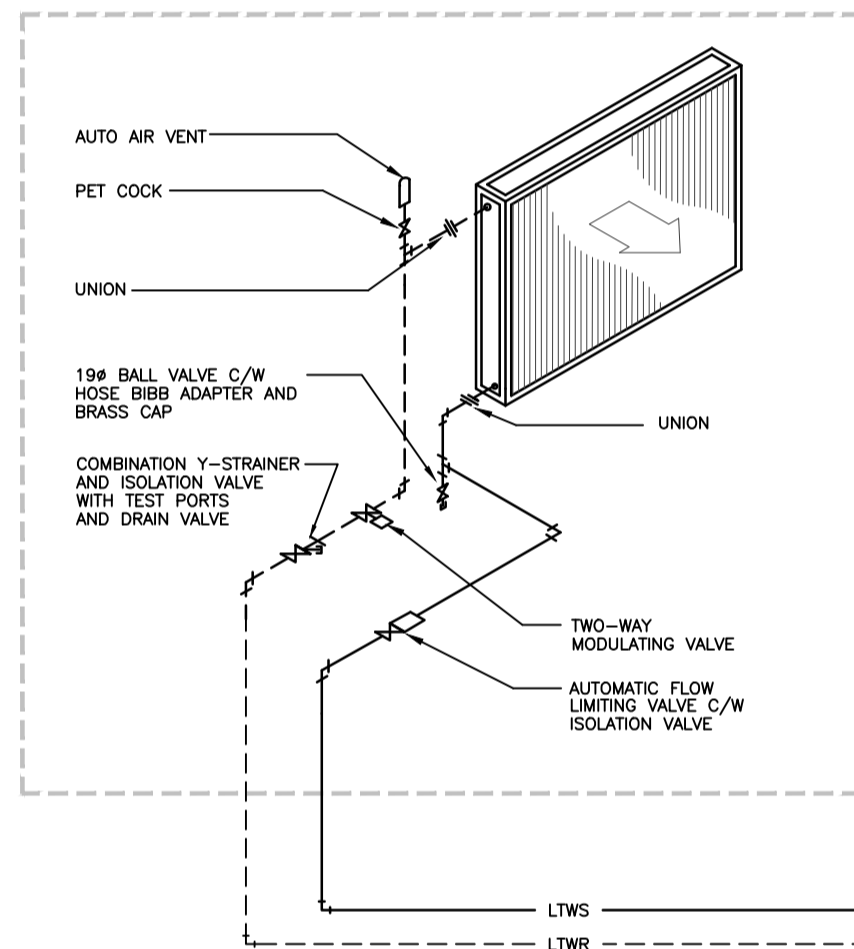 AUTO AIR VENT
PET COCK
UNION
19ø BALL VALVE C/W
HOSE BIBB ADAPTER AND
BRASS CAP
UNION
COMBINATION Y-STRAINER
AND ISOLATION VALVE
WITH TEST PORTS
AND DRAIN VALVE
TWO-WAY
MODULATING VALVE
AUTOMATIC FLOW
LIMITING VALVE C/W
ISOLATION VALVE
LTWS
LTWR